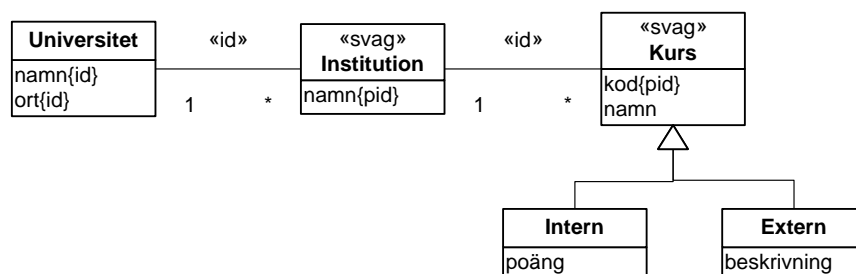 Universitet
namn{id}
ort{id}
«id»
1
*
«svag»
Institution
namn{pid}
«id»
1
*
«svag»
Kurs
kod{pid}
namn
Intern
poäng
Extern
beskrivning